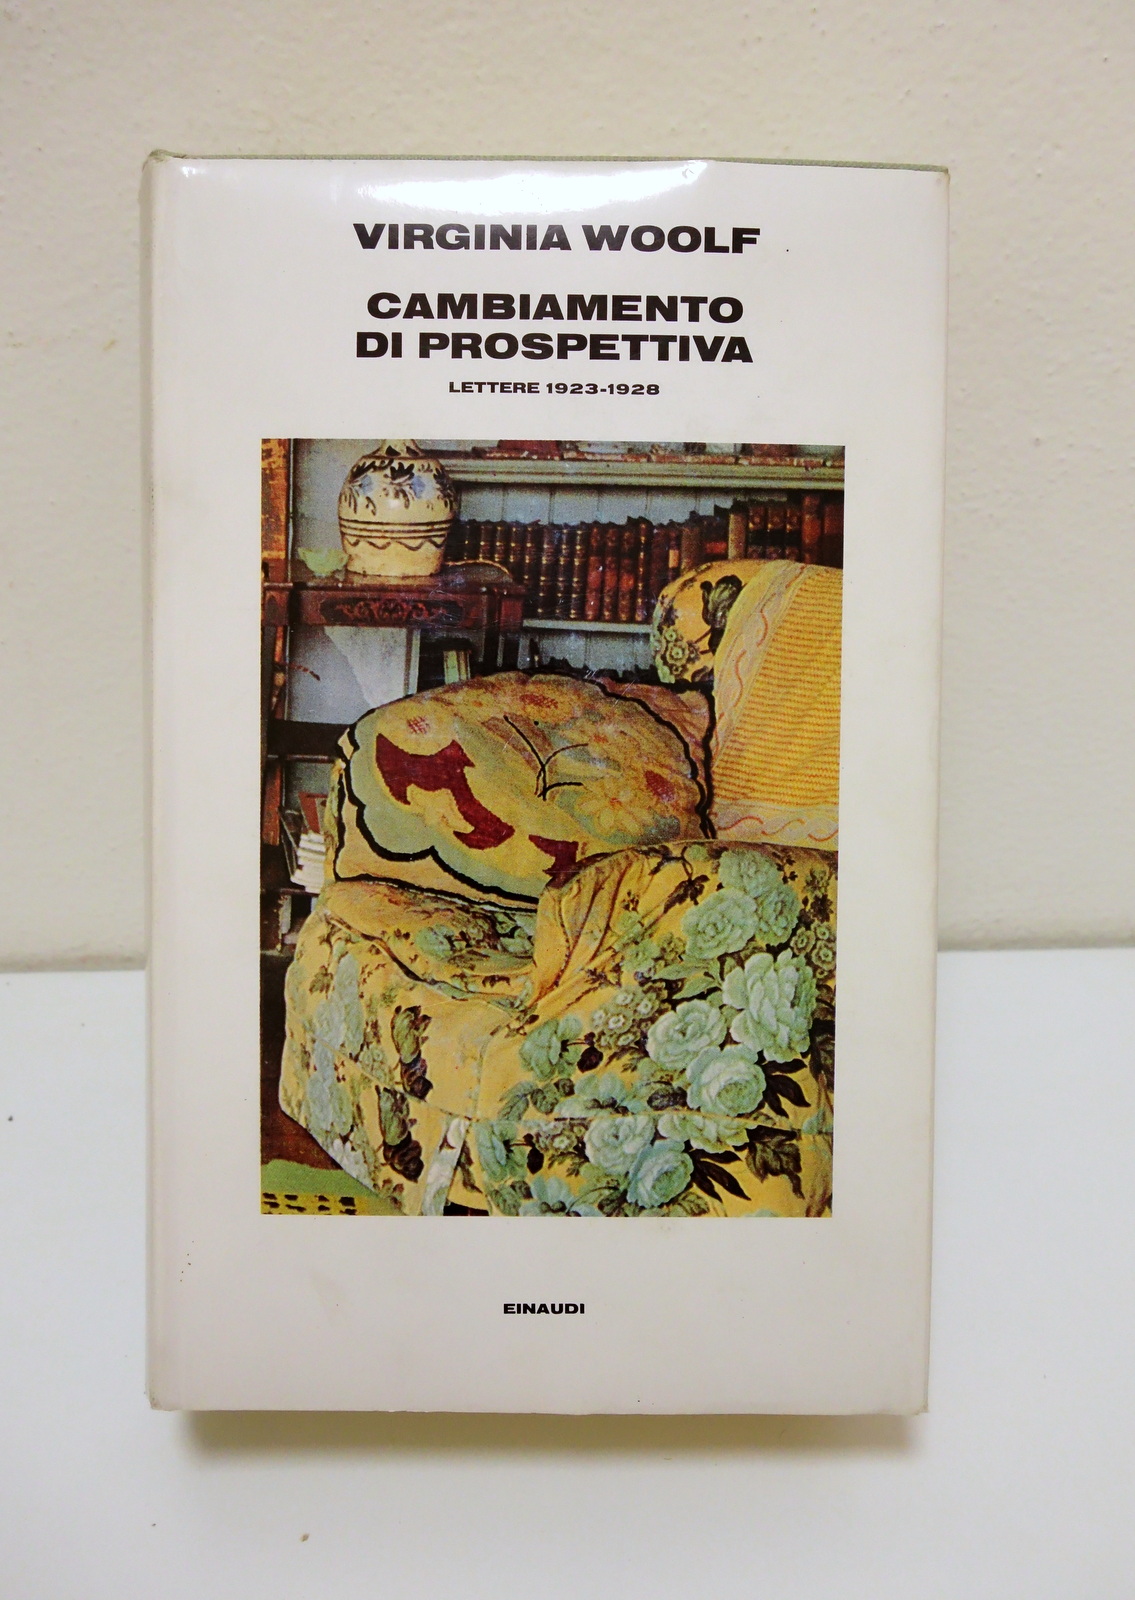 VIRGINIA WOOLF
CAMBIAMENTO
DI PROSPETTIVA
LETTERE 1923-1928
EINAUDI